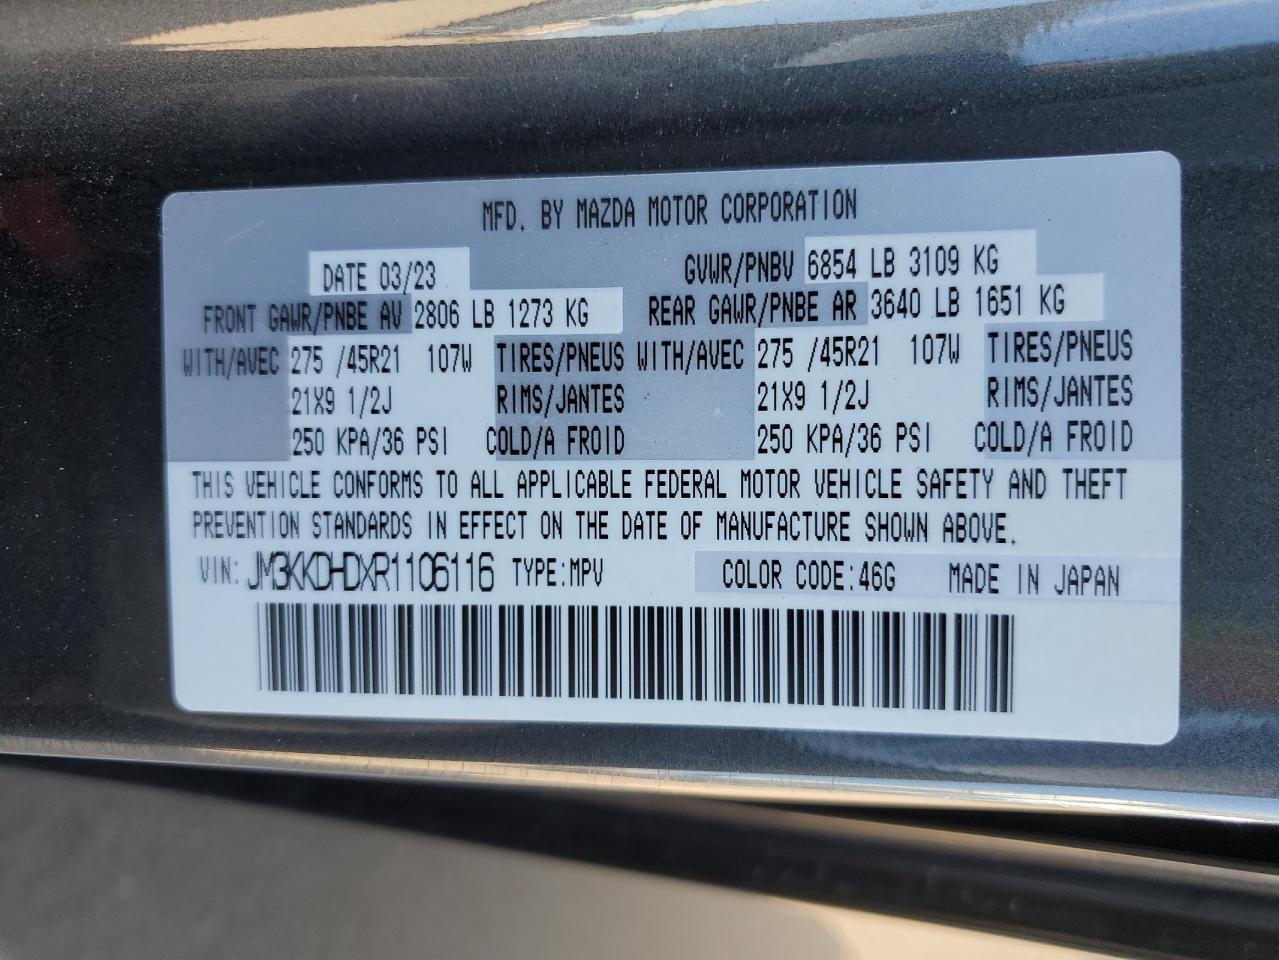 MFD. BY MAZDA MOTOR CORPORATION
DATE 03/23 GVWR/PNBV 6854 LB 3109 KG
FRONT GAWR/PNBE AV 2806 LB 1273 KG REAR GAWR/PNBE AR 3640 LB 1651 KG
WITH/AVEC 275 /45R21 107W TIRES/PNEUS WITH/AVEC 275 /45R21 107W TIRES/PNEUS
21X9 1/2J RIMS/JANTES 21X9 1/2J RIMS/JANTES
250 KPA/36 PSI COLD/A FROID 250 KPA/36 PSI COLD/A FROID
THIS VEHICLE CONFORMS TO ALL APPLICABLE FEDERAL MOTOR VEHICLE SAFETY AND THEFT
PREVENTION STANDARDS IN EFFECT ON THE DATE OF MANUFACTURE SHOWN ABOVE.
VIN: JM3KKDHDXR1106116 TYPE:MPV COLOR CODE:46G MADE IN JAPAN